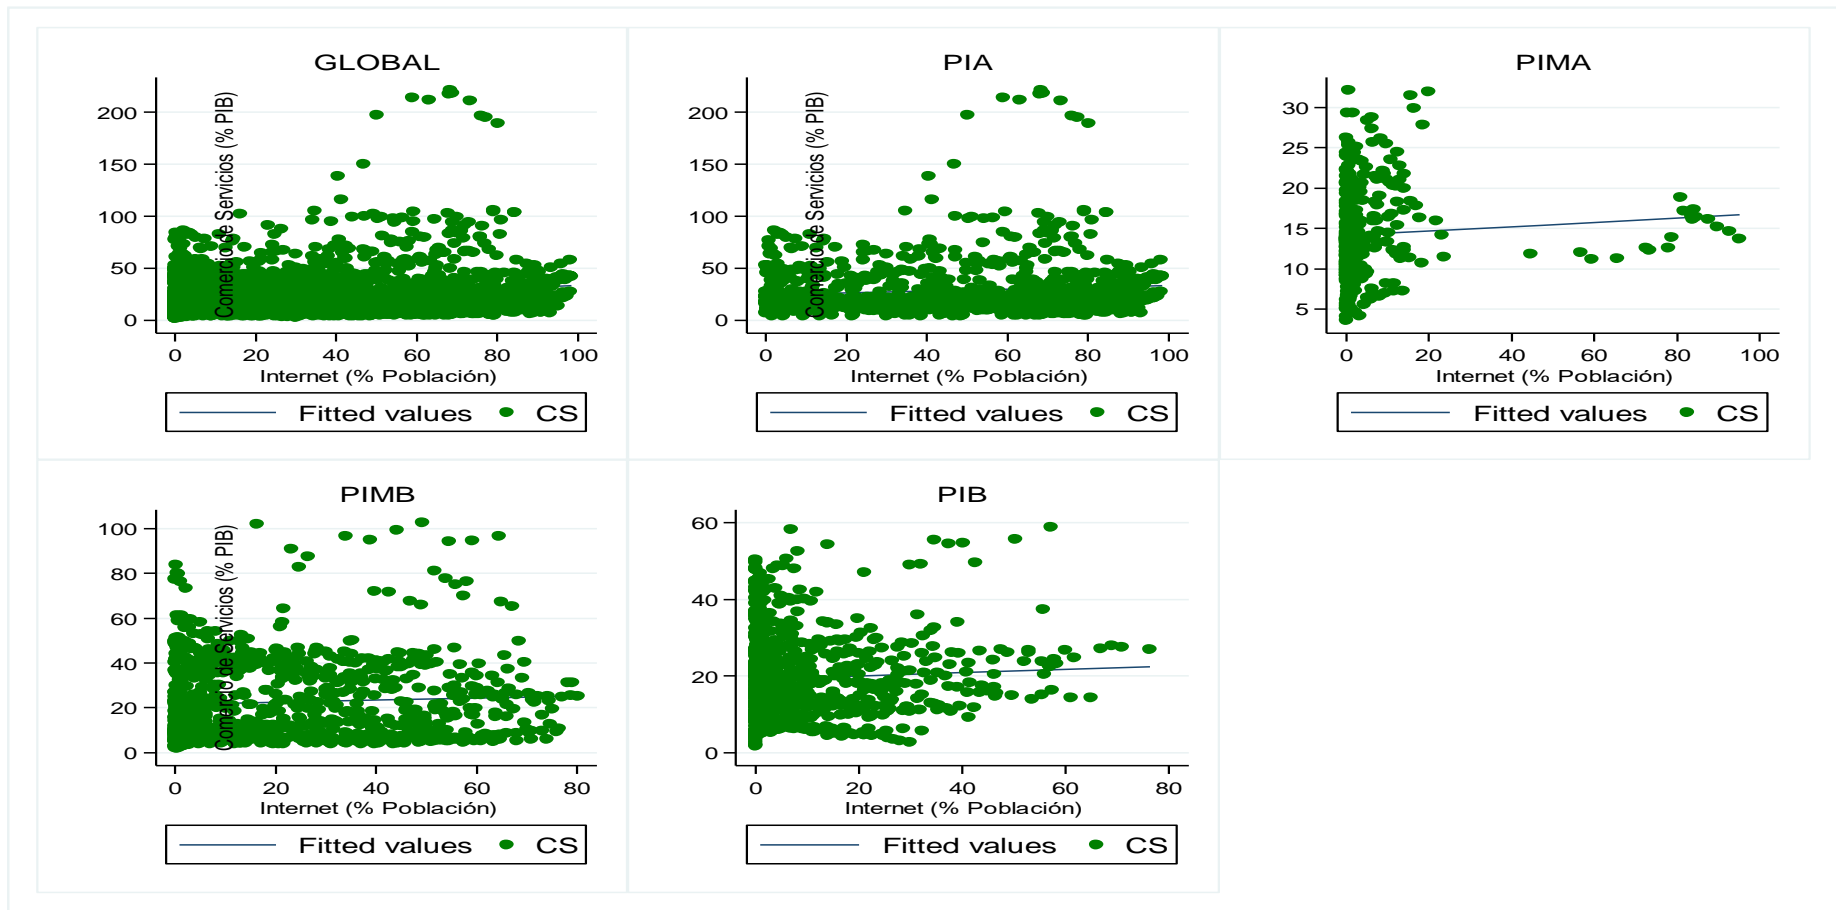 GLOBAL
Comercio de Servicios (% PIB)
200
150
100
50
0
0 20 40 60 80 100
Internet (% Población)
Fitted values CS
PIA
Comercio de Servicios (% PIB)
200
150
100
50
0
0 20 40 60 80 100
Internet (% Población)
Fitted values CS
PIMA
30
25
20
15
10
5
0 20 40 60 80 100
Internet (% Población)
Fitted values CS
PIMB
Comercio de Servicios (% PIB)
100
80
60
40
20
0
0 20 40 60 80
Internet (% Población)
Fitted values CS
PIB
60
40
20
0
0 20 40 60 80
Internet (% Población)
Fitted values CS